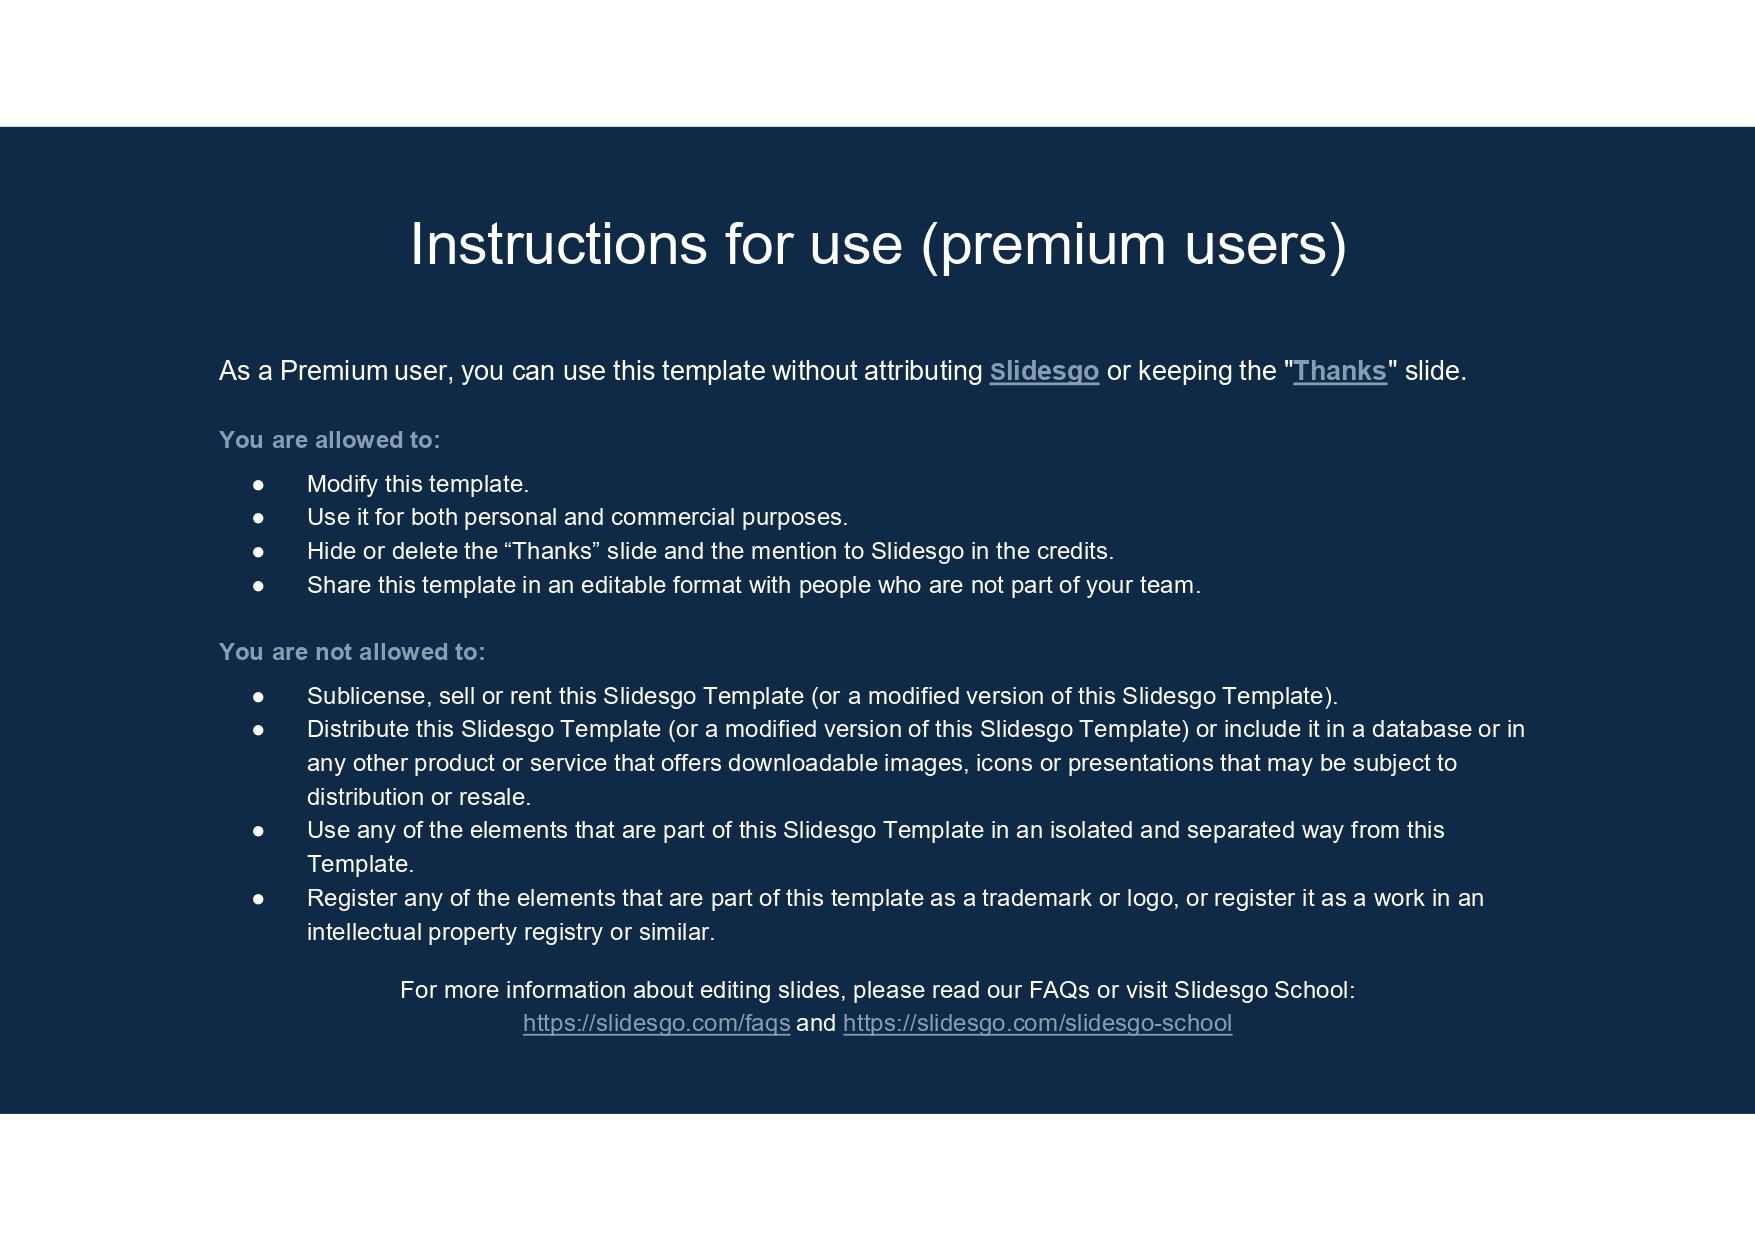 Instructions for use (premium users)
As a Premium user, you can use this template without attributing Slidesgo or keeping the "Thanks" slide.
You are allowed to:
● Modify this template.
● Use it for both personal and commercial purposes.
● Hide or delete the “Thanks” slide and the mention to Slidesgo in the credits.
● Share this template in an editable format with people who are not part of your team.
You are not allowed to:
● Sublicense, sell or rent this Slidesgo Template (or a modified version of this Slidesgo Template).
● Distribute this Slidesgo Template (or a modified version of this Slidesgo Template) or include it in a database or in
any other product or service that offers downloadable images, icons or presentations that may be subject to
distribution or resale.
● Use any of the elements that are part of this Slidesgo Template in an isolated and separated way from this
Template.
● Register any of the elements that are part of this template as a trademark or logo, or register it as a work in an
intellectual property registry or similar.
For more information about editing slides, please read our FAQs or visit Slidesgo School:
https://slidesgo.com/faqs and https://slidesgo.com/slidesgo-school